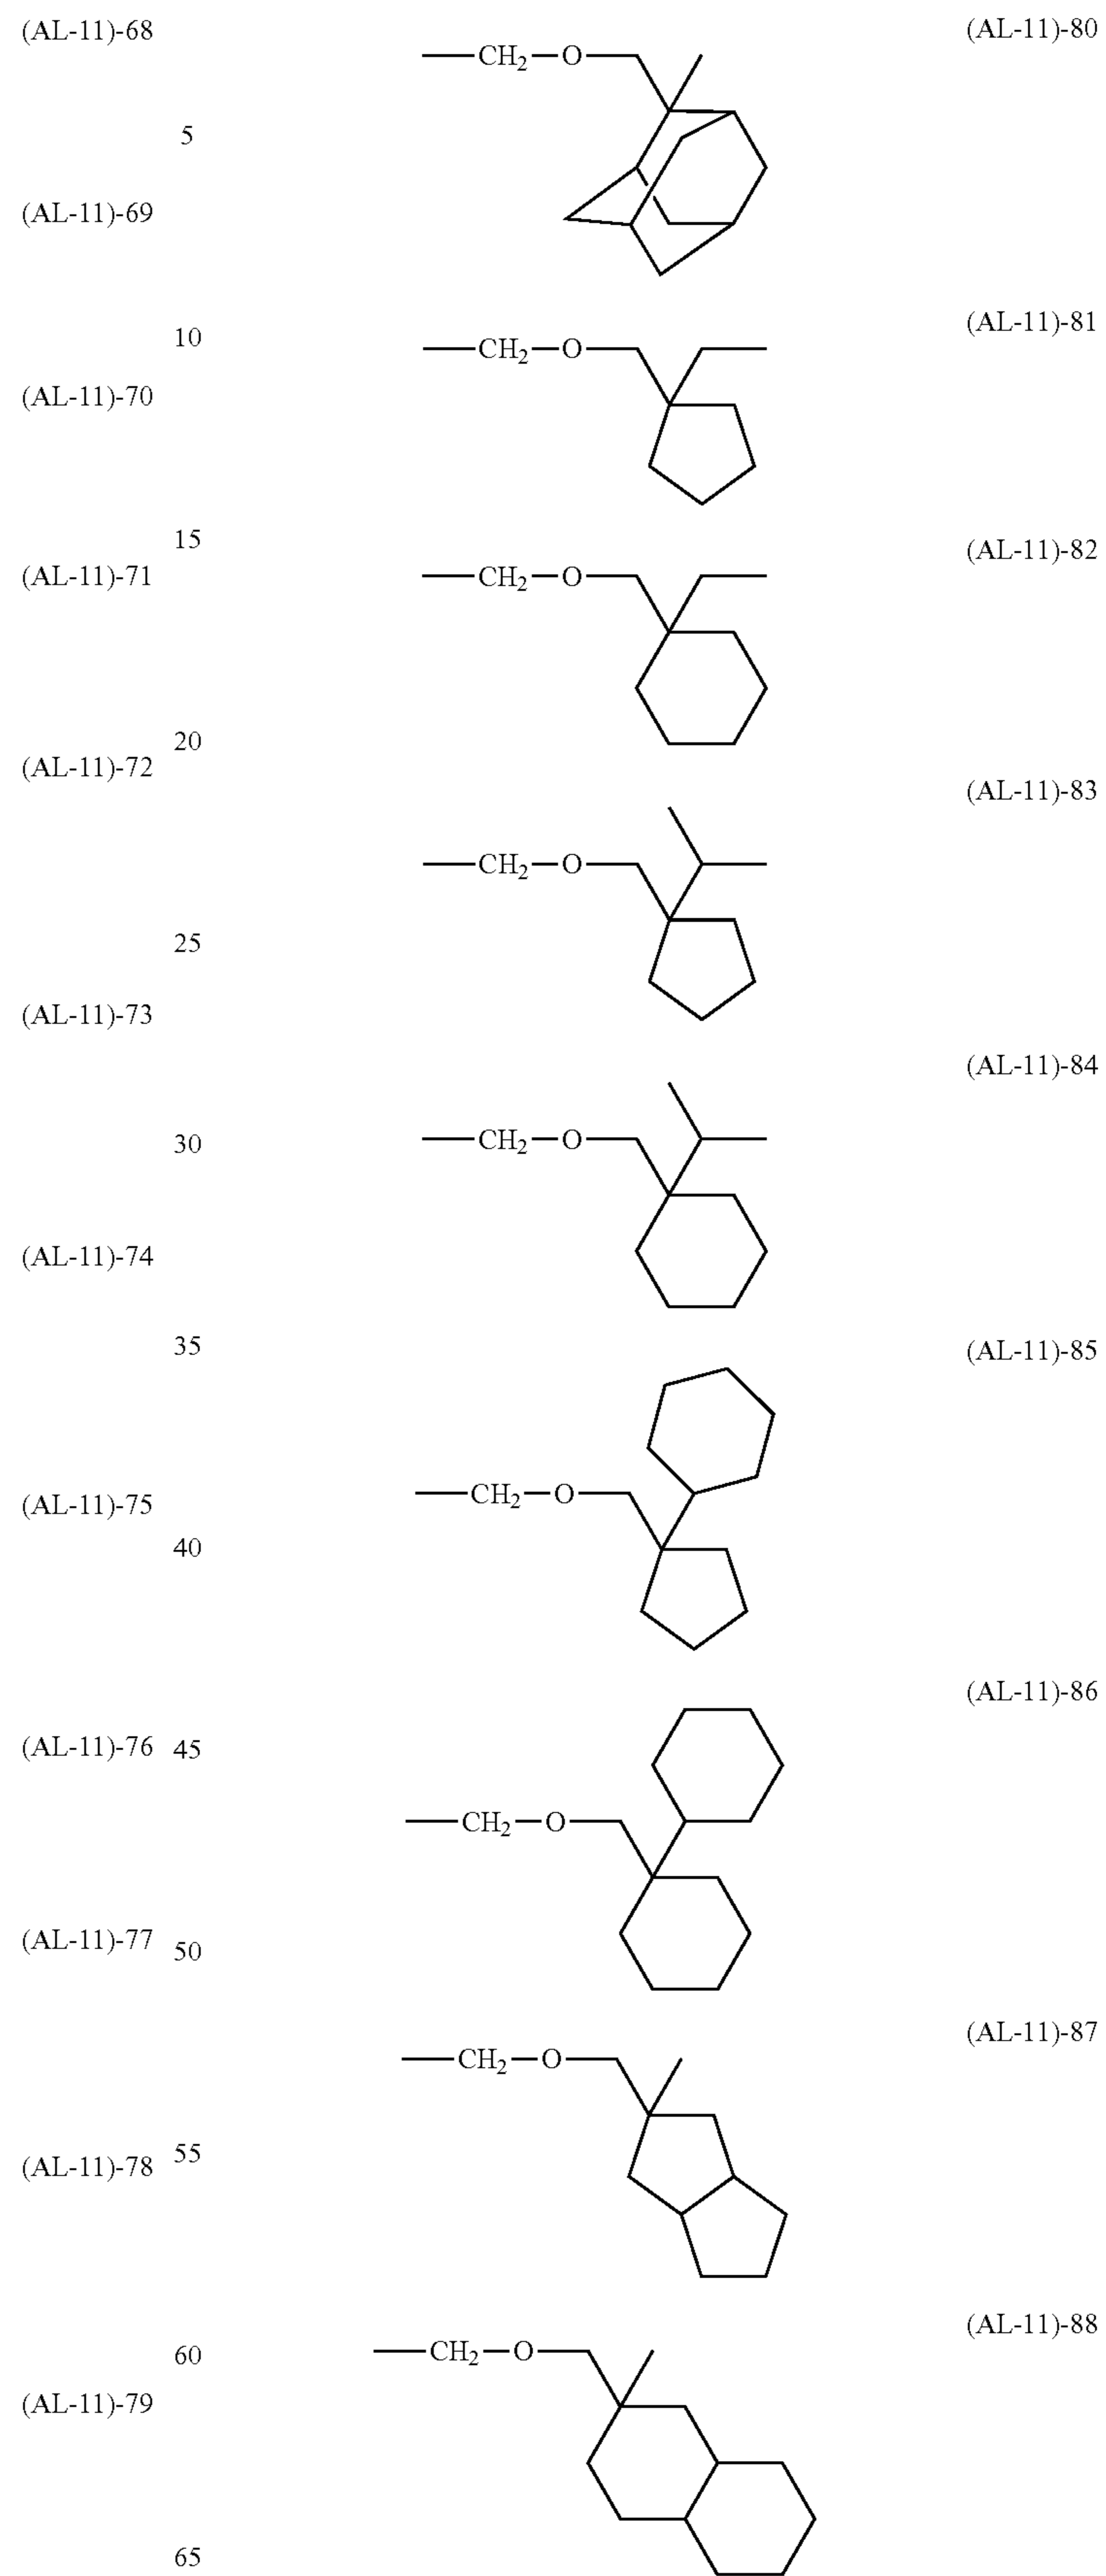 (AL-11)-68
(AL-11)-80
—CH₂—O—
5
(AL-11)-69
(AL-11)-81
10
—CH₂—O—
(AL-11)-70
15
(AL-11)-82
(AL-11)-71
—CH₂—O—
20
(AL-11)-72
(AL-11)-83
—CH₂—O—
25
(AL-11)-73
(AL-11)-84
—CH₂—O—
30
(AL-11)-74
35
(AL-11)-85
—CH₂—O—
(AL-11)-75
40
(AL-11)-86
(AL-11)-76
45
—CH₂—O—
(AL-11)-77
50
(AL-11)-87
—CH₂—O—
55
(AL-11)-78
(AL-11)-88
—CH₂—O—
60
(AL-11)-79
65